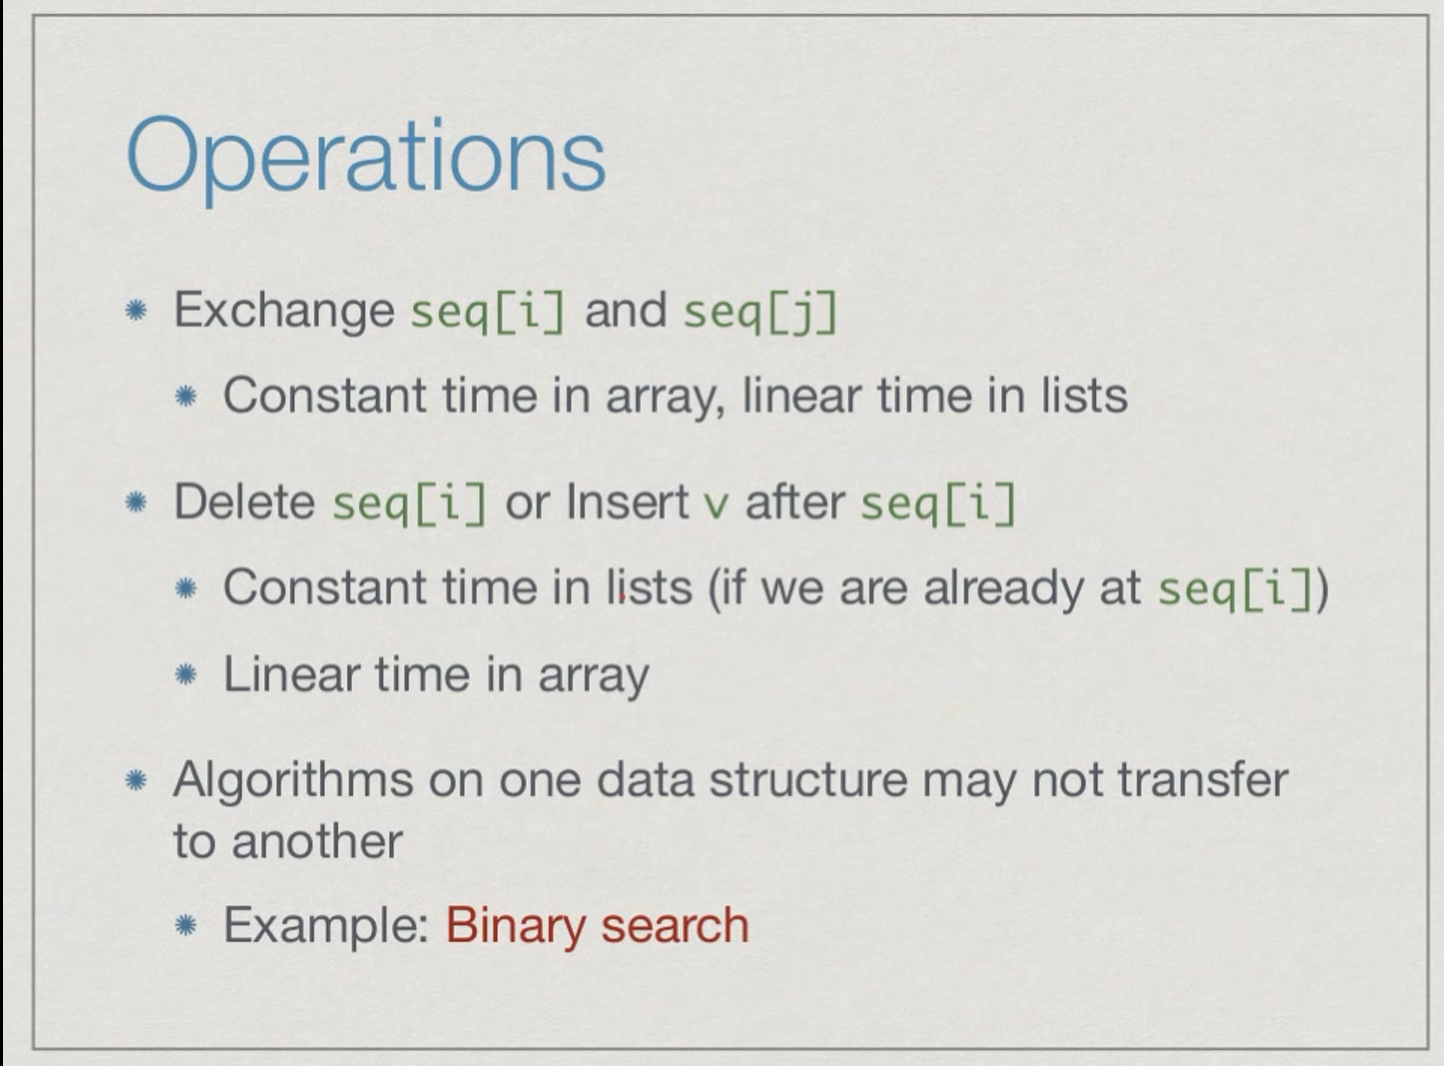 Operations
Exchange seq[i] and seq[j]
Constant time in array, linear time in lists
Delete seq[i] or Insert v after seq[i]
Constant time in lists (if we are already at seq[i])
Linear time in array
Algorithms on one data structure may not transfer
to another
Example: Binary search